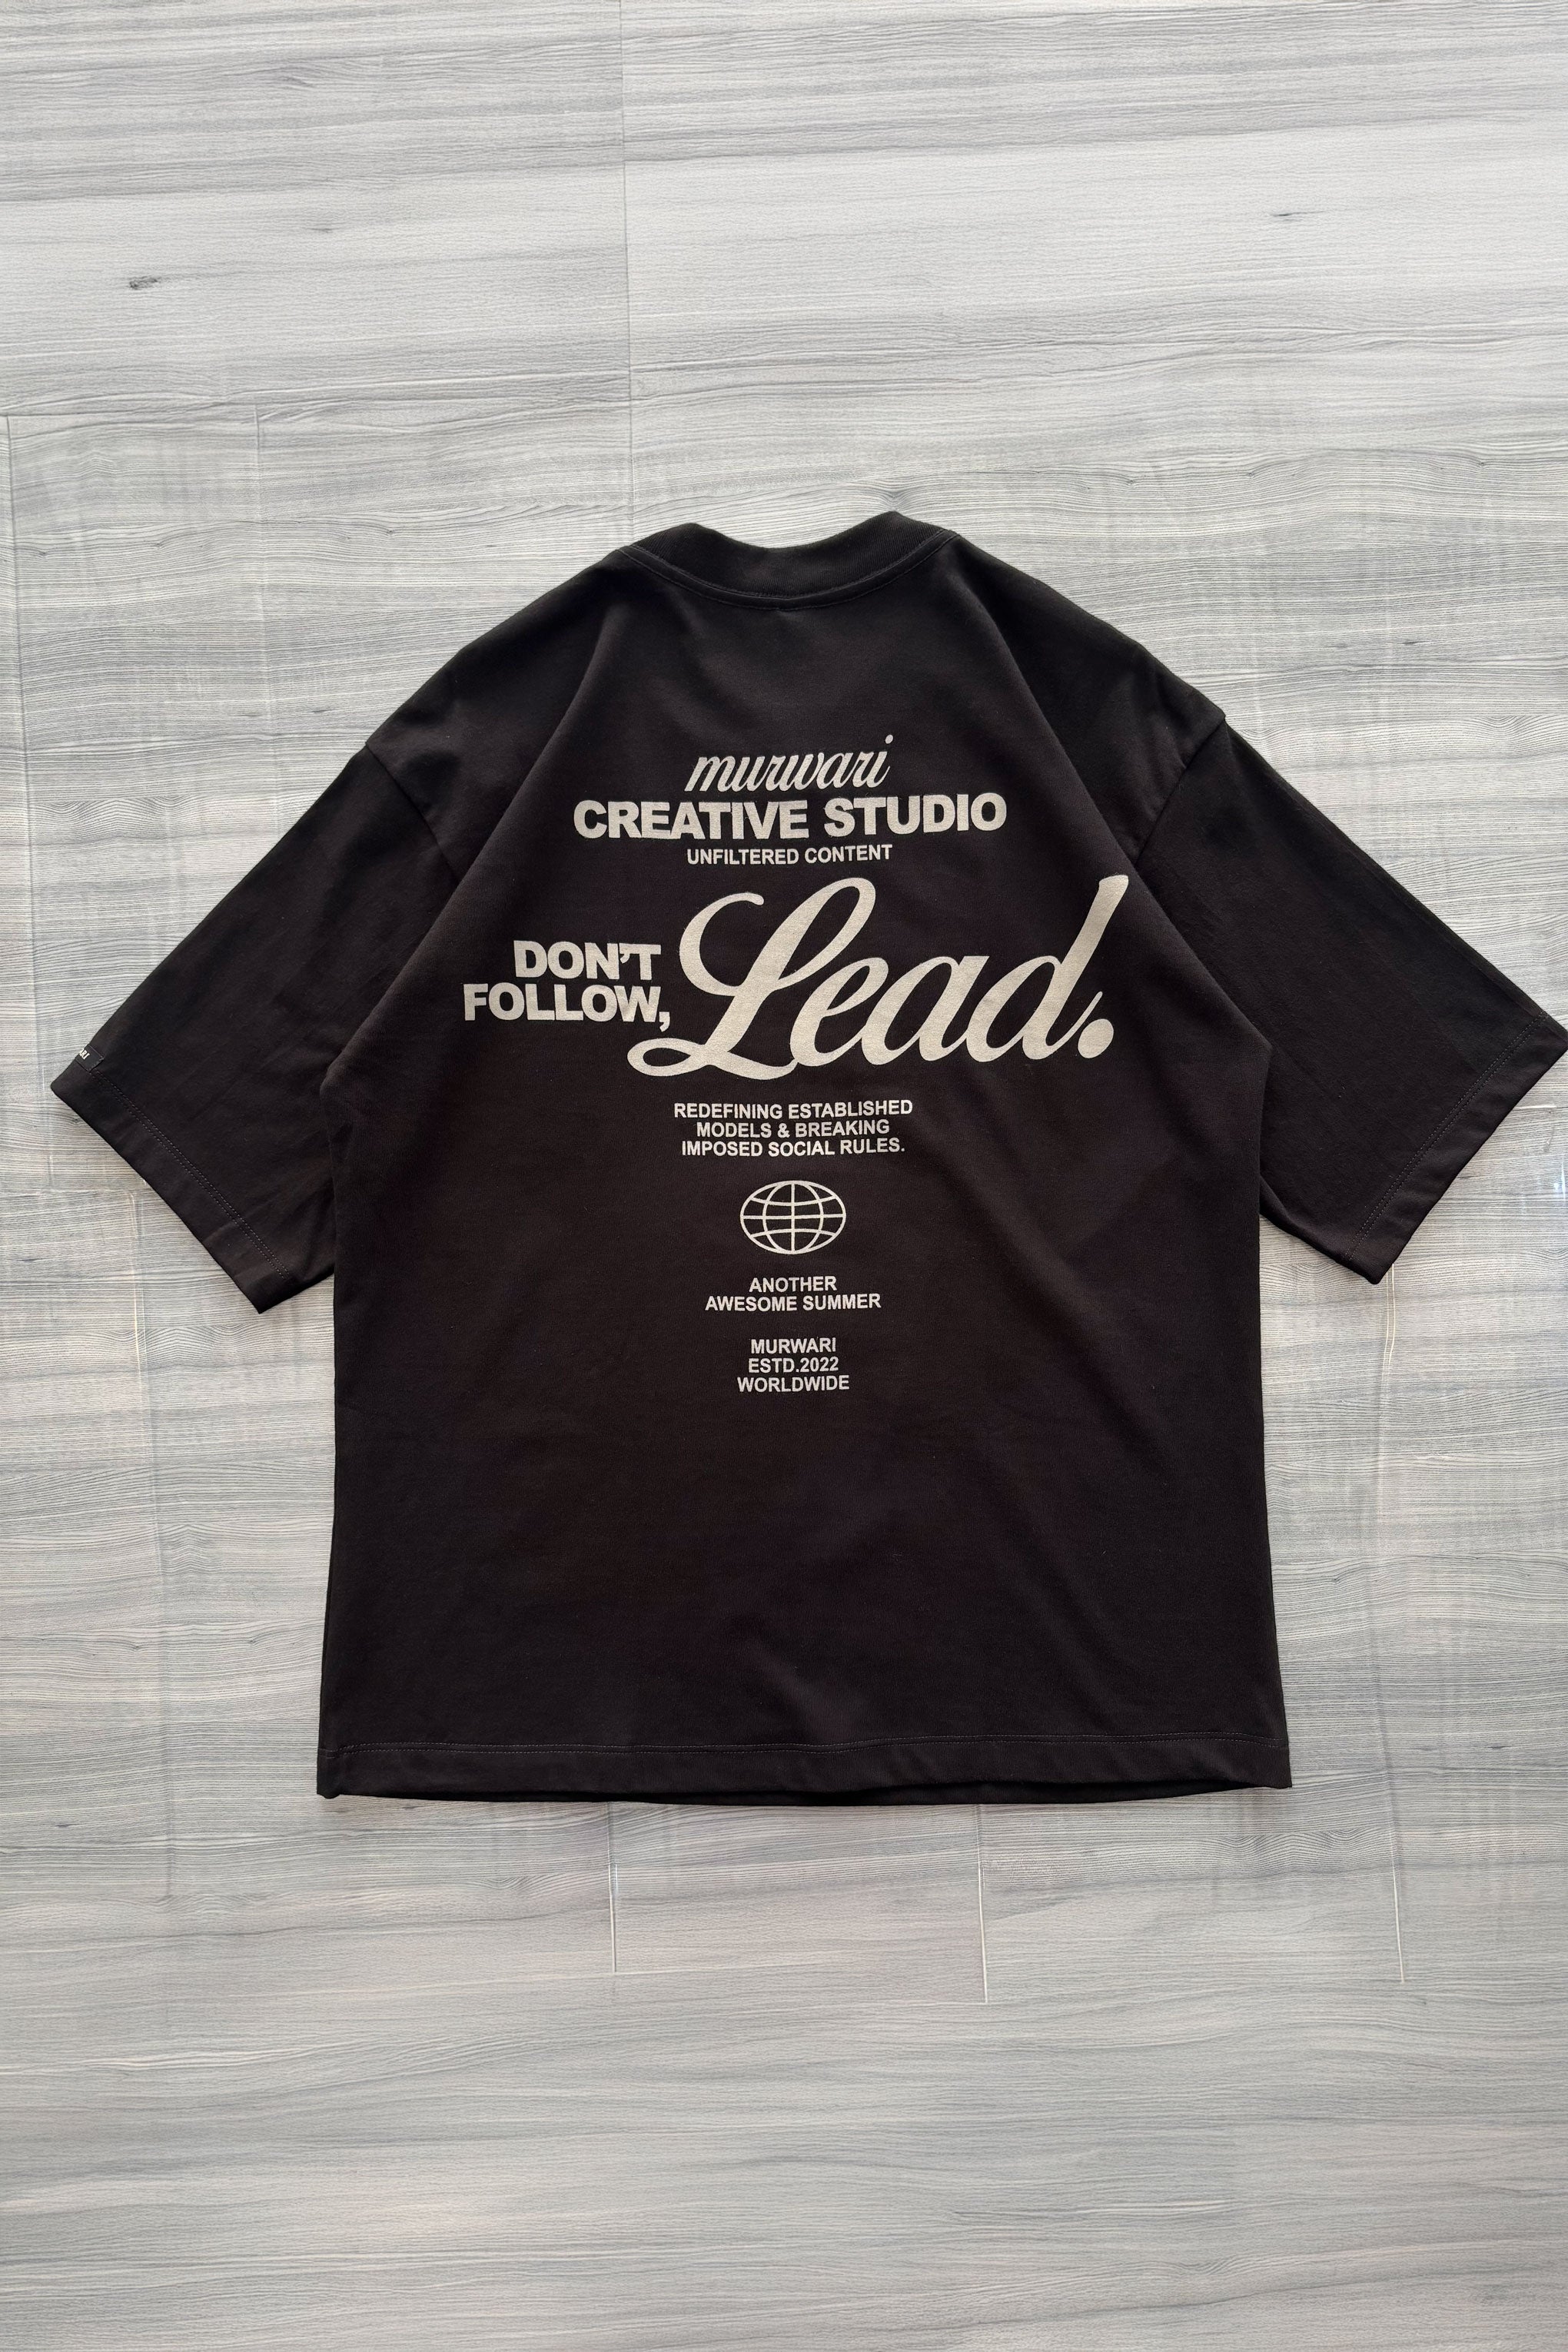 murwari
CREATIVE STUDIO
UNFILTERED CONTENT
DON'T
FOLLOW,
Lead.
REDEFINING ESTABLISHED
MODELS & BREAKING
IMPOSED SOCIAL RULES.
ANOTHER
AWESOME SUMMER
MURWARI
ESTD.2022
WORLDWIDE